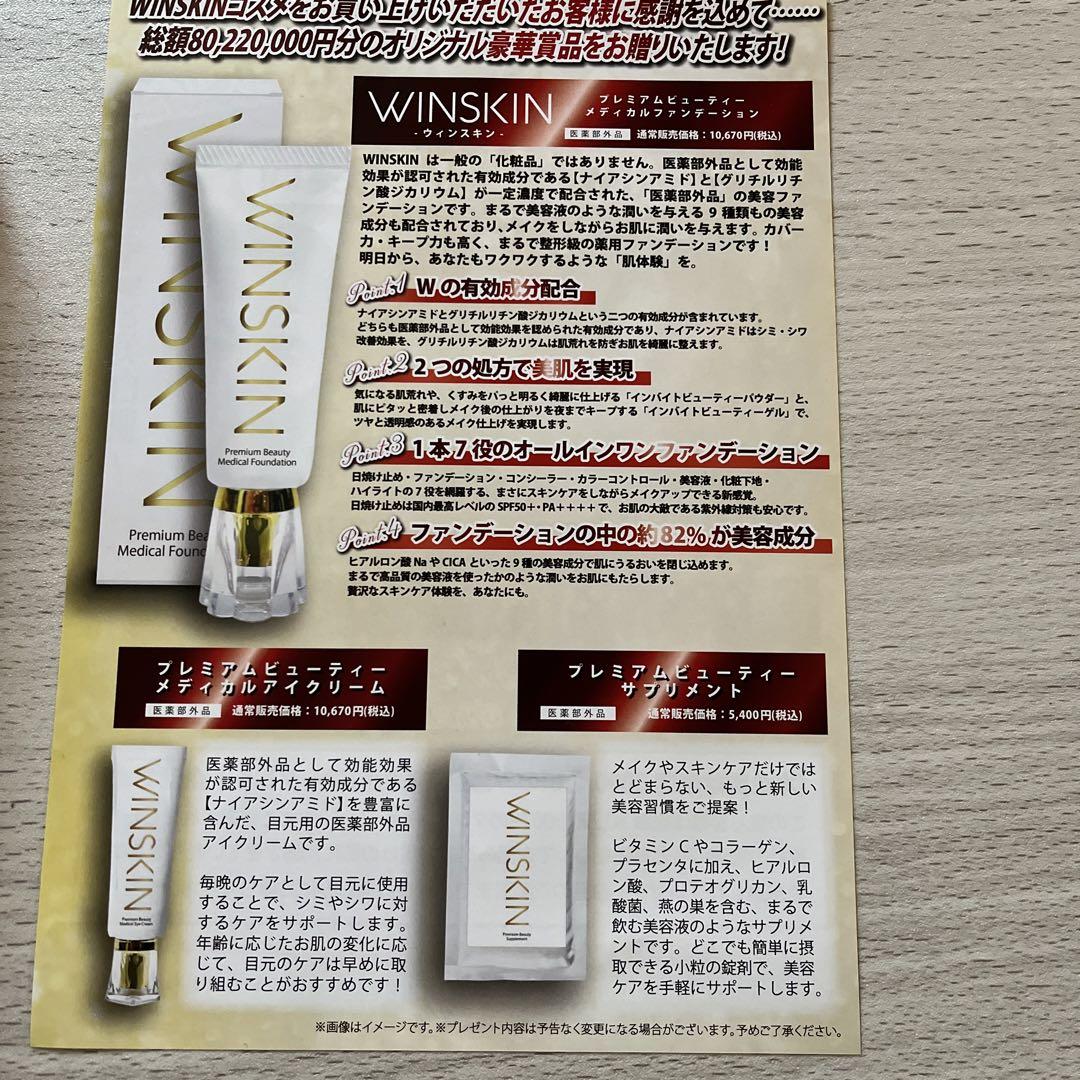 WINSKINコスメをお買い上げいただいたお客様に感謝を込めて……
総額80,220,000円分のオリジナル豪華賞品をお贈りいたします!
WINSKIN
Premium Bea
Medical Founda
WINSKIN
Premium Beauty
Medical Foundation
WINSKIN
- ウィンスキン -
プレミアムビューティー
メディカルファンデーション
医薬部外品 通常販売価格：10,670円(税込)
WINSKIN は一般の「化粧品」ではありません。医薬部外品として効能
効果が認可された有効成分である【ナイアシンアミド】と【グリチルリチ
ン酸ジカリウム】が一定濃度で配合された、「医薬部外品」の美容ファ
ンデーションです。まるで美容液のような潤いを与える 9 種類もの美容
成分も配合されており、メイクをしながらお肌に潤いを与えます。カバー
力・キープ力も高く、まるで整形級の薬用ファンデーションです！
明日から、あなたもワクワクするような「肌体験」を。
Point.1 W の有効成分配合
ナイアシンアミドとグリチルリチン酸ジカリウムという二つの有効成分が含まれています。
どちらも医薬部外品として効能効果を認められた有効成分であり、ナイアシンアミドはシミ・シワ
改善効果を、グリチルリチン酸ジカリウムは肌荒れを防ぎお肌を綺麗に整えます。
Point.2 2 つの処方で美肌を実現
気になる肌荒れや、くすみをパっと明るく綺麗に仕上げる「インバイトビューティーパウダー」と、
肌にピタッと密着しメイク後の仕上がりを夜までキープする「インバイトビューティーゲル」で、
ツヤと透明感のあるメイク仕上げを実現します。
Point.3 1 本 7 役のオールインワンファンデーション
日焼け止め・ファンデーション・コンシーラー・カラーコントロール・美容液・化粧下地・
ハイライトの 7 役を網羅する、まさにスキンケアをしながらメイクアップできる新感覚。
日焼け止めは国内最高レベルの SPF50＋・PA＋＋＋＋で、お肌の大敵である紫外線対策も安心です。
Point.4 ファンデーションの中の約 82% が美容成分
ヒアルロン酸 Na や CICA といった 9 種の美容成分で肌にうるおいを閉じ込めます。
まるで高品質の美容液を使ったかのような潤いをお肌にもたらします。
贅沢なスキンケア体験を、あなたにも。
プレミアムビューティー
メディカルアイクリーム
医薬部外品 通常販売価格：10,670円(税込)
WINSKIN
Premium Beauty
Medical Eye Cream
医薬部外品として効能効果
が認可された有効成分である
【ナイアシンアミド】を豊富に
含んだ、目元用の医薬部外品
アイクリームです。
毎晩のケアとして目元に使用
することで、シミやシワに対
するケアをサポートします。
年齢に応じたお肌の変化に応
じて、目元のケアは早めに取
り組むことがおすすめです！
プレミアムビューティー
サプリメント
医薬部外品 通常販売価格：5,400円(税込)
WINSKIN
Premium Beauty
Supplement
メイクやスキンケアだけでは
とどまらない、もっと新しい
美容習慣をご提案！
ビタミン C やコラーゲン、
プラセンタに加え、ヒアルロ
ン酸、プロテオグリカン、乳
酸菌、燕の巣を含む、まるで
飲む美容液のようなサプリメ
ントです。どこでも簡単に摂
取できる小粒の錠剤で、美容
ケアを手軽にサポートします。
※画像はイメージです。※プレゼント内容は予告なく変更になる場合がございます。予めご了承ください。